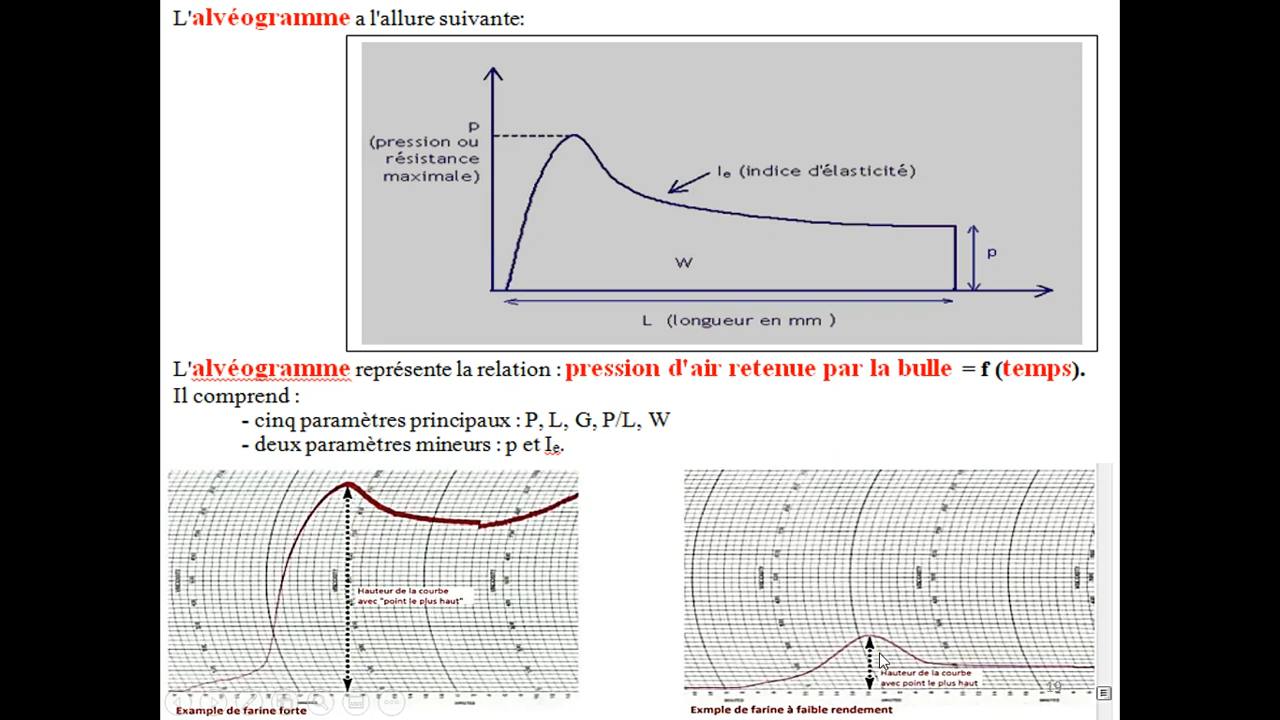 L'alvéogramme a l'allure suivante:
P
(pression ou
résistance
maximale)
Ie (indice d'élasticité)
W
p
L (longueur en mm )
L'alvéogramme représente la relation : pression d'air retenue par la bulle = f (temps).
Il comprend :
- cinq paramètres principaux : P, L, G, P/L, W
- deux paramètres mineurs : p et Ie.
Hauteur de la courbe
avec "point le plus haut"
Exmple de farine forte
Hauteur de la courbe
avec point le plus haut
19
Exmple de farine à faible rendement